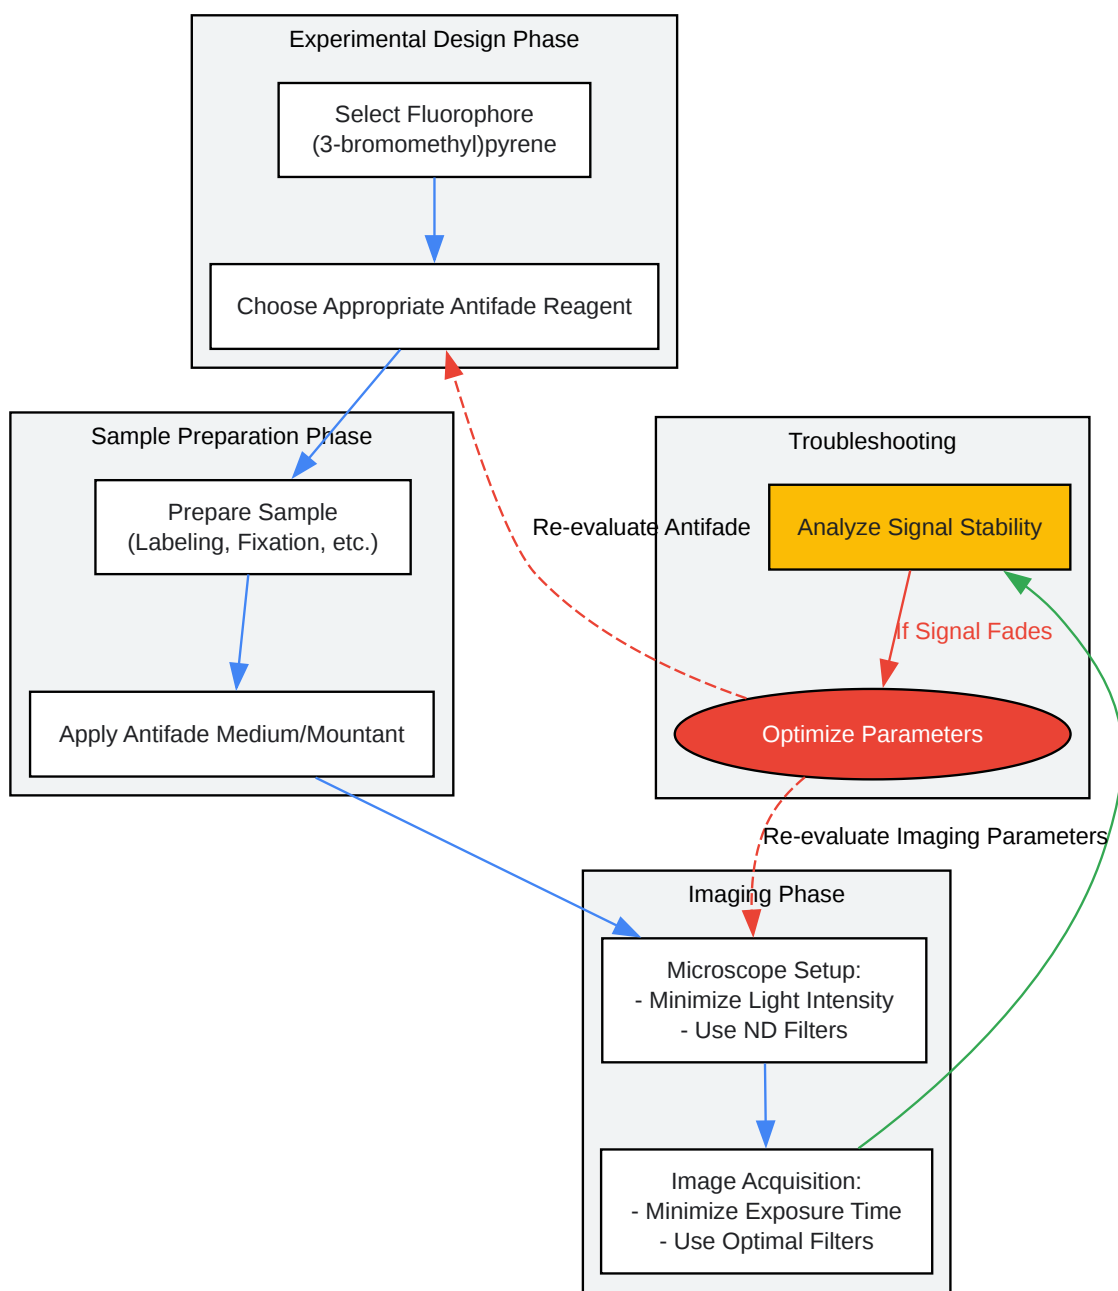 Experimental Design Phase
Select Fluorophore
(3-bromomethyl)pyrene
Choose Appropriate Antifade Reagent
Sample Preparation Phase
Prepare Sample
(Labeling, Fixation, etc.)
Apply Antifade Medium/Mountant
Troubleshooting
Analyze Signal Stability
Re-evaluate Antifade
If Signal Fades
Optimize Parameters
Re-evaluate Imaging Parameters
Imaging Phase
Microscope Setup:
- Minimize Light Intensity
- Use ND Filters
Image Acquisition:
- Minimize Exposure Time
- Use Optimal Filters